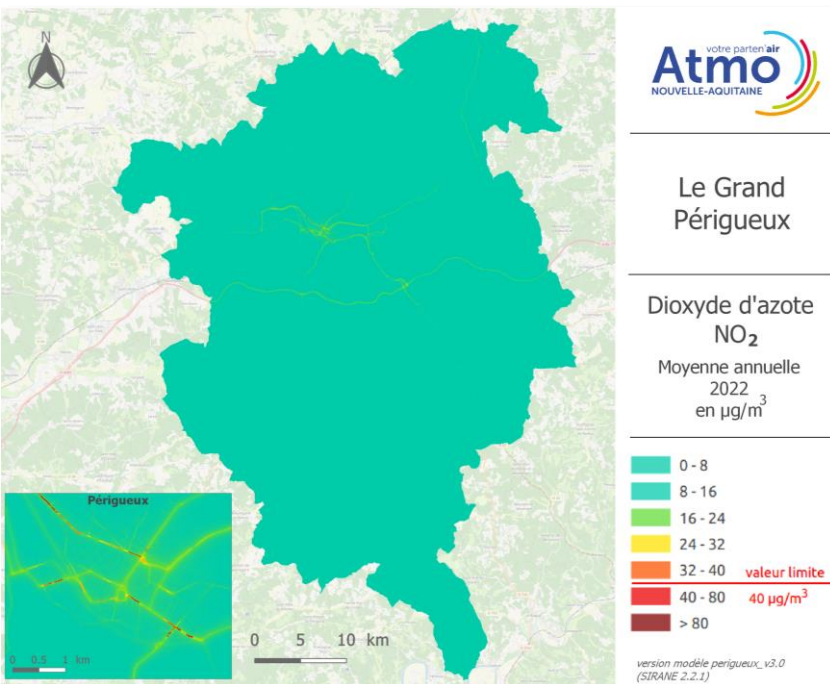 N
votre parten'air
Atmo
NOUVELLE-AQUITAINE
Le Grand
Périgueux
Dioxyde d'azote
NO₂
Moyenne annuelle
2022
en µg/m³
0 - 8
8 - 16
16 - 24
24 - 32
32 - 40 valeur limite
40 - 80 40 µg/m³
> 80
version modèle perigueux_v3.0
(SIRANE 2.2.1)
Périgueux
0 0.5 1 km
0 5 10 km